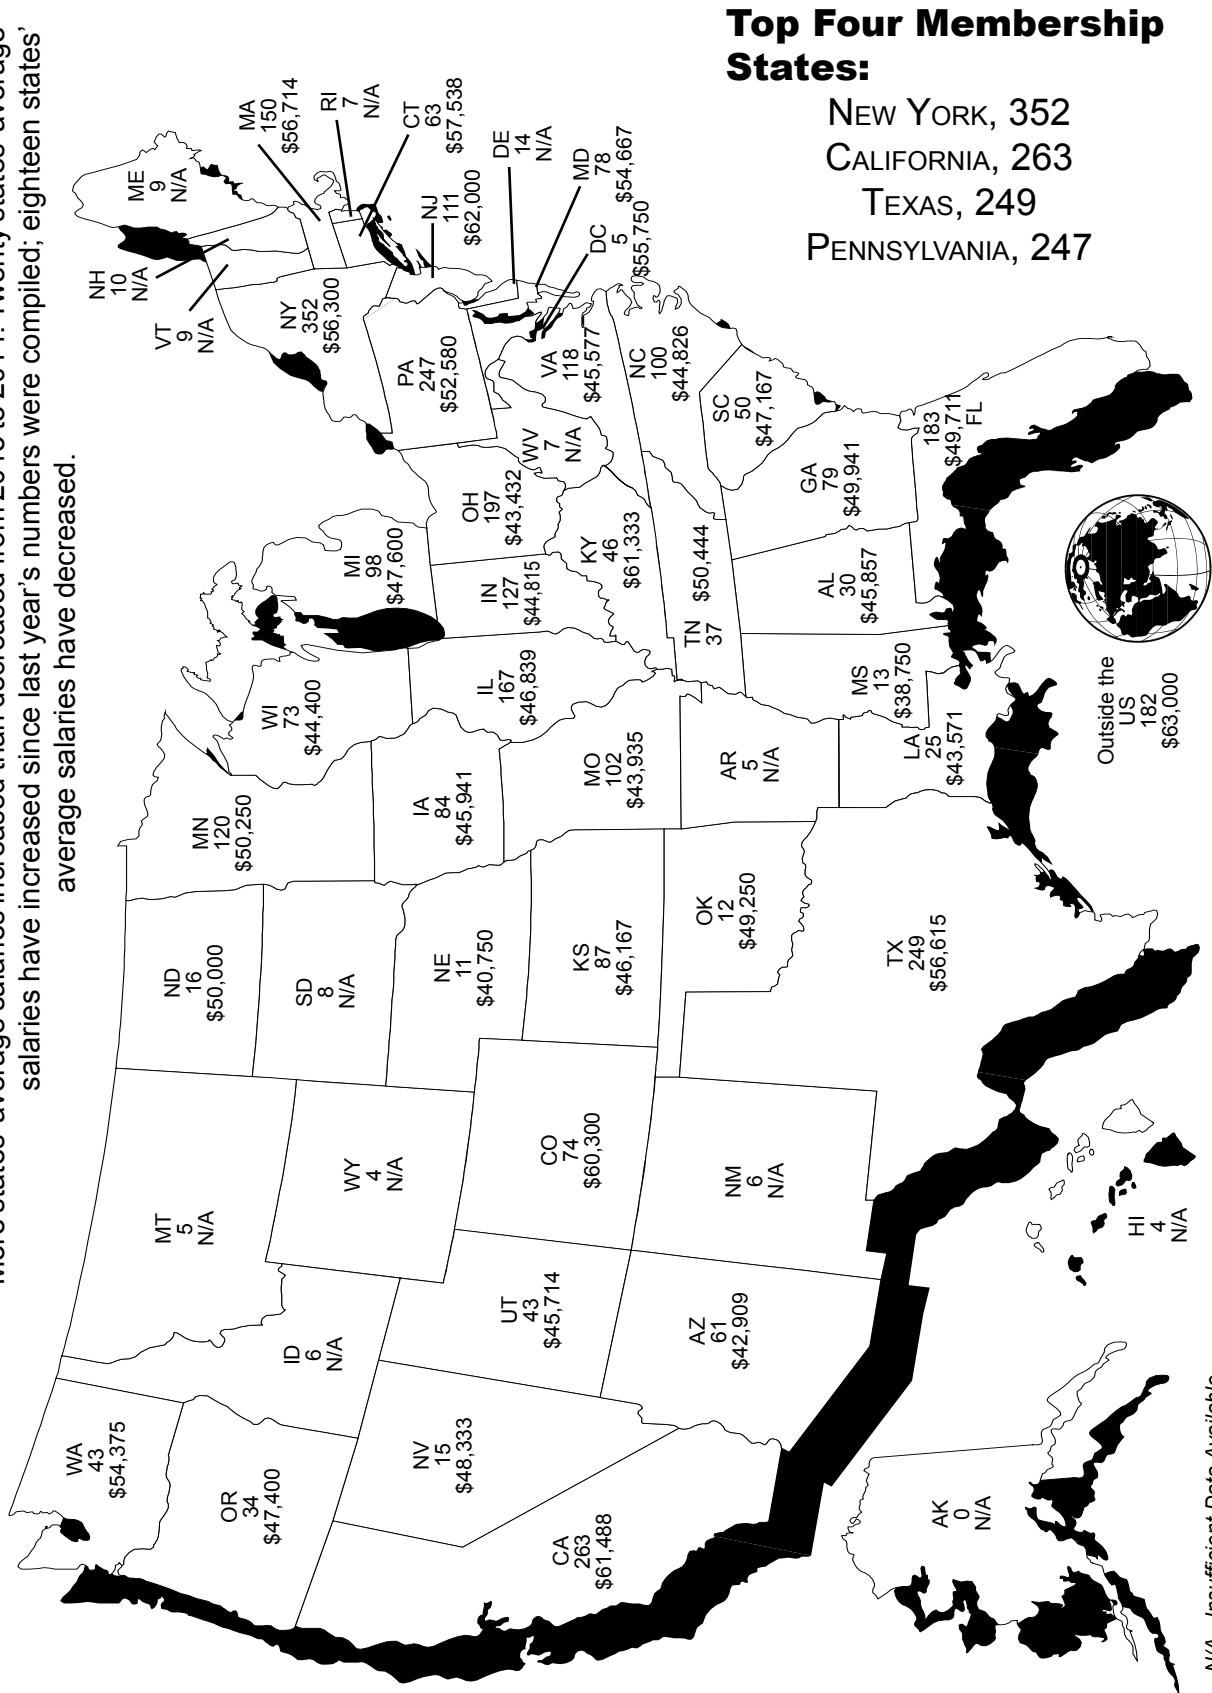 More states' average salaries increased than decreased from 2010 to 2011. Twenty states' average
salaries have increased since last year's numbers were compiled; eighteen states'
average salaries have decreased.
Top Four Membership
States:
New York, 352
California, 263
Texas, 249
Pennsylvania, 247
WA
43
$54,375
OR
34
$47,400
CA
263
$61,488
NV
15
$48,333
ID
6
N/A
MT
5
N/A
WY
4
N/A
UT
43
$45,714
AZ
61
$42,909
CO
74
$60,300
NM
6
N/A
ND
16
$50,000
SD
8
N/A
NE
11
$40,750
KS
87
$46,167
OK
12
$49,250
TX
249
$56,615
MN
120
$50,250
IA
84
$45,941
MO
102
$43,935
AR
5
N/A
LA
25
$43,571
WI
73
$44,400
IL
167
$46,839
MS
13
$38,750
MI
98
$47,600
IN
127
$44,815
OH
197
$43,432
KY
46
$61,333
TN
37
$50,444
AL
30
$45,857
GA
79
$49,941
183
$49,711
FL
SC
50
$47,167
NC
100
$44,826
VA
118
$45,577
WV
7
N/A
PA
247
$52,580
NY
352
$56,300
VT
9
N/A
NH
10
N/A
ME
9
N/A
MA
150
$56,714
RI
7
N/A
CT
63
$57,538
NJ
111
$62,000
DE
14
N/A
MD
78
$54,667
DC
5
$55,750
AK
0
N/A
HI
4
N/A
Outside the
US
182
$63,000
N/A - Insufficient Data Available